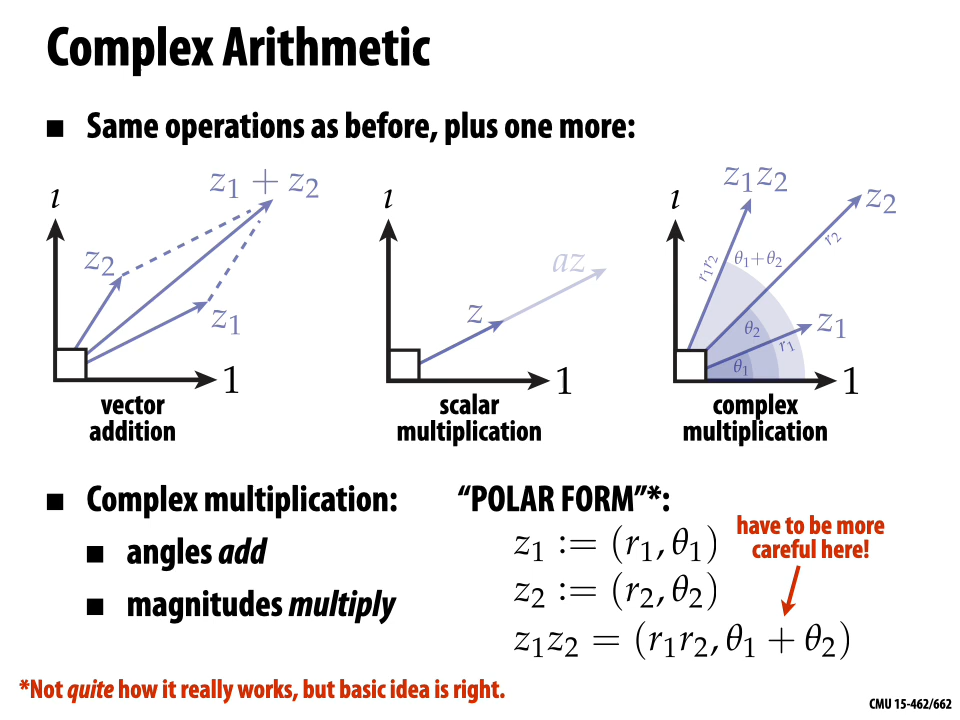 Complex Arithmetic
■ Same operations as before, plus one more:
ı
z₁ + z₂
z₂
z₁
1
vector
addition
ı
az
z
1
scalar
multiplication
ı
z₁z₂
z₂
r₁r₂
θ₁+θ₂
r₂
θ₂
z₁
r₁
θ₁
1
complex
multiplication
■ Complex multiplication:
■ angles add
■ magnitudes multiply
“POLAR FORM”*:
have to be more
careful here!
z₁ := (r₁, θ₁)
z₂ := (r₂, θ₂)
z₁z₂ = (r₁r₂, θ₁ + θ₂)
*Not quite how it really works, but basic idea is right.
CMU 15-462/662